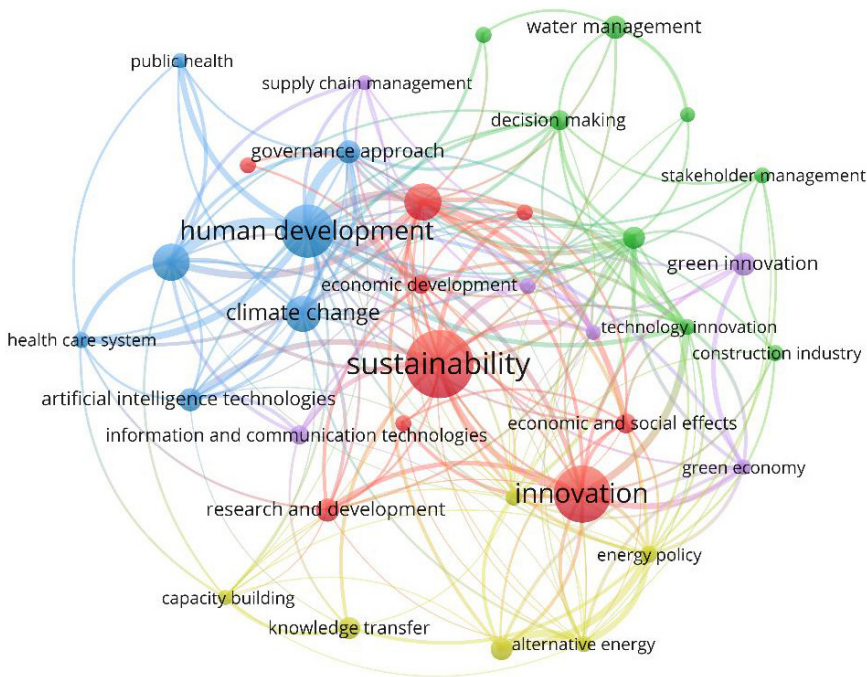 water management
public health
supply chain management
decision making
governance approach
stakeholder management
human development
green innovation
economic development
climate change
technology innovation
health care system
construction industry
sustainability
artificial intelligence technologies
economic and social effects
information and communication technologies
green economy
innovation
research and development
energy policy
capacity building
knowledge transfer
alternative energy